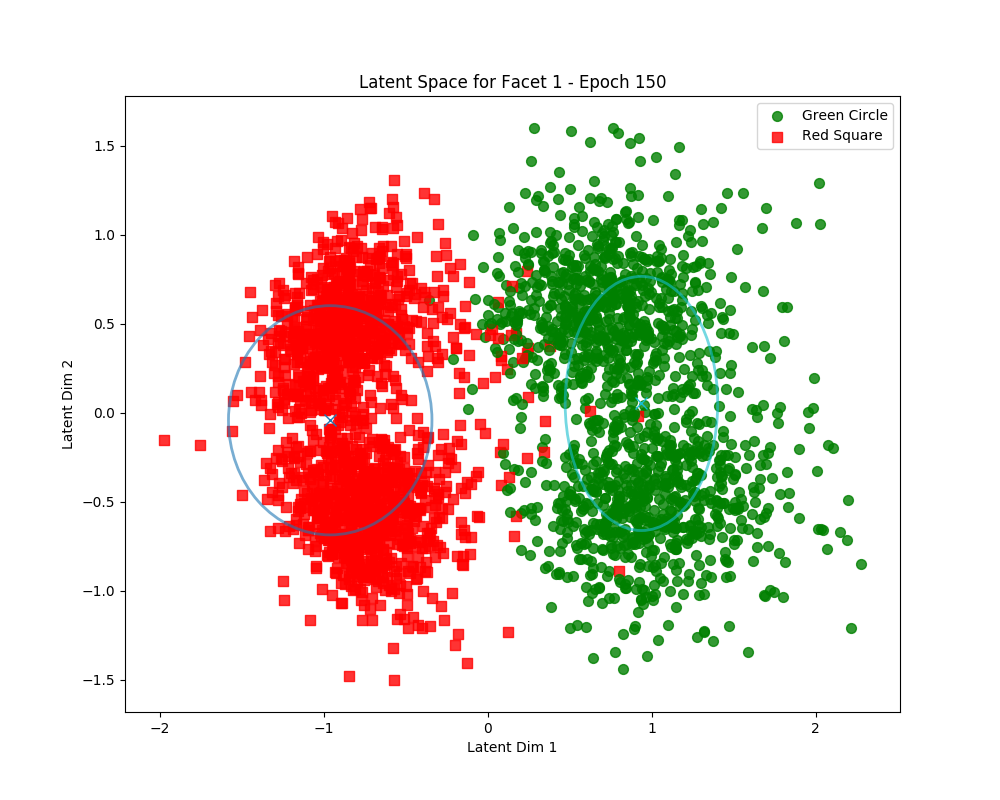 Latent Space for Facet 1 - Epoch 150
Green Circle
Red Square
1.5
1.0
0.5
0.0
−0.5
−1.0
−1.5
Latent Dim 2
−2
−1
0
1
2
Latent Dim 1